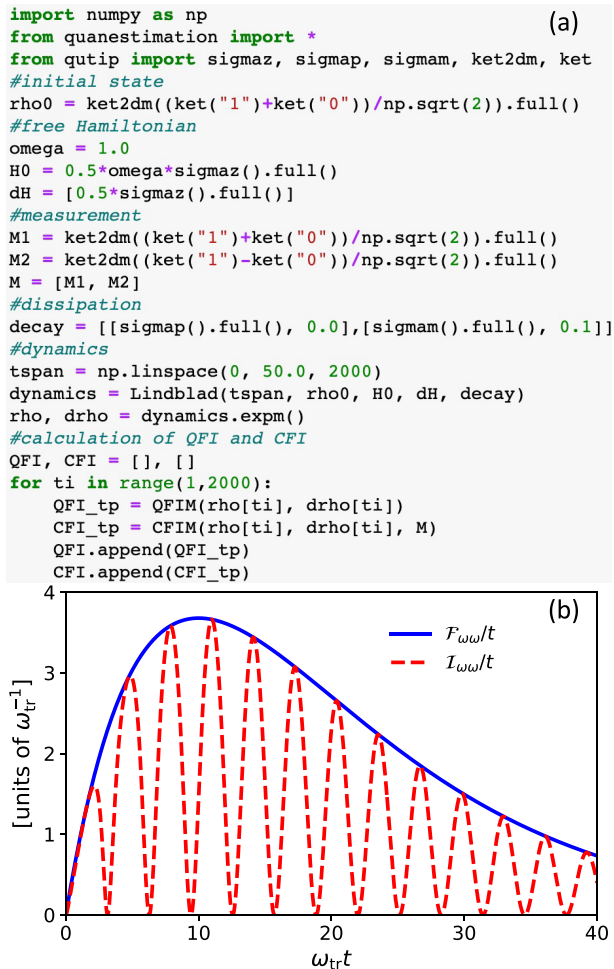 import numpy as np
(a)
from quanestimation import *
from qutip import sigmaz, sigmap, sigmam, ket2dm, ket
#initial state
rho0 = ket2dm((ket("1")+ket("0"))/np.sqrt(2)).full()
#free Hamiltonian
omega = 1.0
H0 = 0.5*omega*sigmaz().full()
dH = [0.5*sigmaz().full()]
#measurement
M1 = ket2dm((ket("1")+ket("0"))/np.sqrt(2)).full()
M2 = ket2dm((ket("1")-ket("0"))/np.sqrt(2)).full()
M = [M1, M2]
#dissipation
decay = [[sigmap().full(), 0.0],[sigmam().full(), 0.1]]
#dynamics
tspan = np.linspace(0, 50.0, 2000)
dynamics = Lindblad(tspan, rho0, H0, dH, decay)
rho, drho = dynamics.expm()
#calculation of QFI and CFI
QFI, CFI = [], []
for ti in range(1,2000):
    QFI_tp = QFIM(rho[ti], drho[ti])
    CFI_tp = CFIM(rho[ti], drho[ti], M)
    QFI.append(QFI_tp)
    CFI.append(CFI_tp)
(b)
4
3
2
1
0
[units of ω_tr^{-1}]
ℱ_ωω/t
ℐ_ωω/t
0 10 20 30 40
ω_tr t